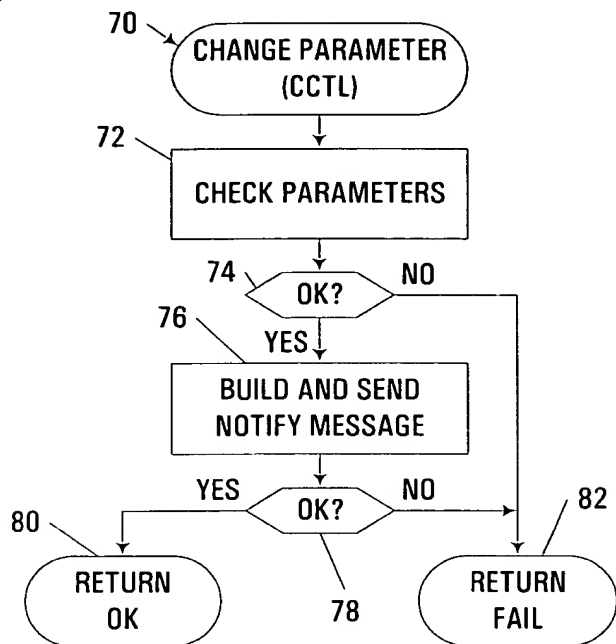 70
CHANGE PARAMETER
(CCTL)
72
CHECK PARAMETERS
74
OK?
NO
76
YES
BUILD AND SEND
NOTIFY MESSAGE
YES
OK?
NO
80
82
78
RETURN
OK
RETURN
FAIL